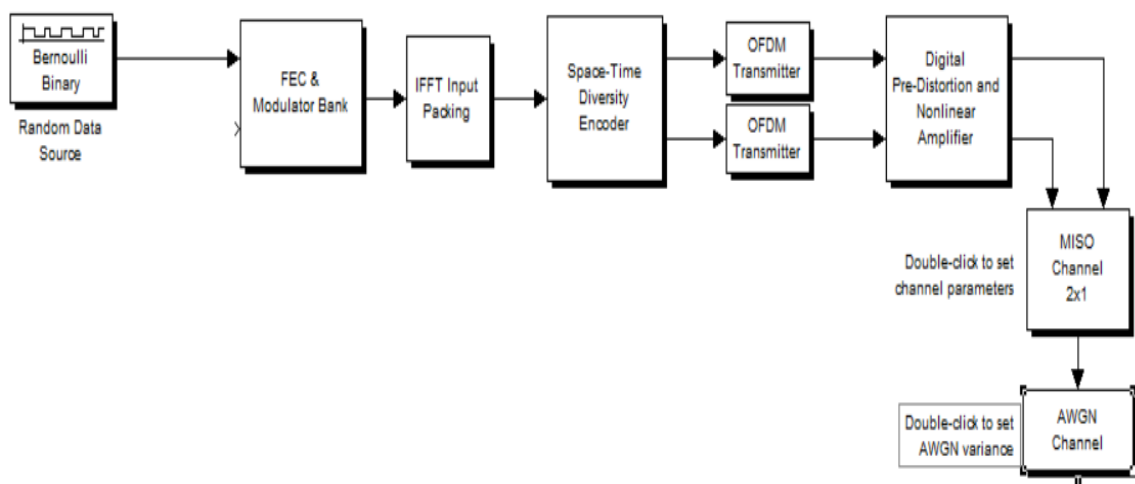 Bernoulli
Binary
Random Data
Source
FEC &
Modulator Bank
IFFT Input
Packing
Space-Time
Diversity
Encoder
OFDM
Transmitter
OFDM
Transmitter
Digital
Pre-Distortion and
Nonlinear
Amplifier
Double-click to set
channel parameters
MISO
Channel
2x1
Double-click to set
AWGN variance
AWGN
Channel